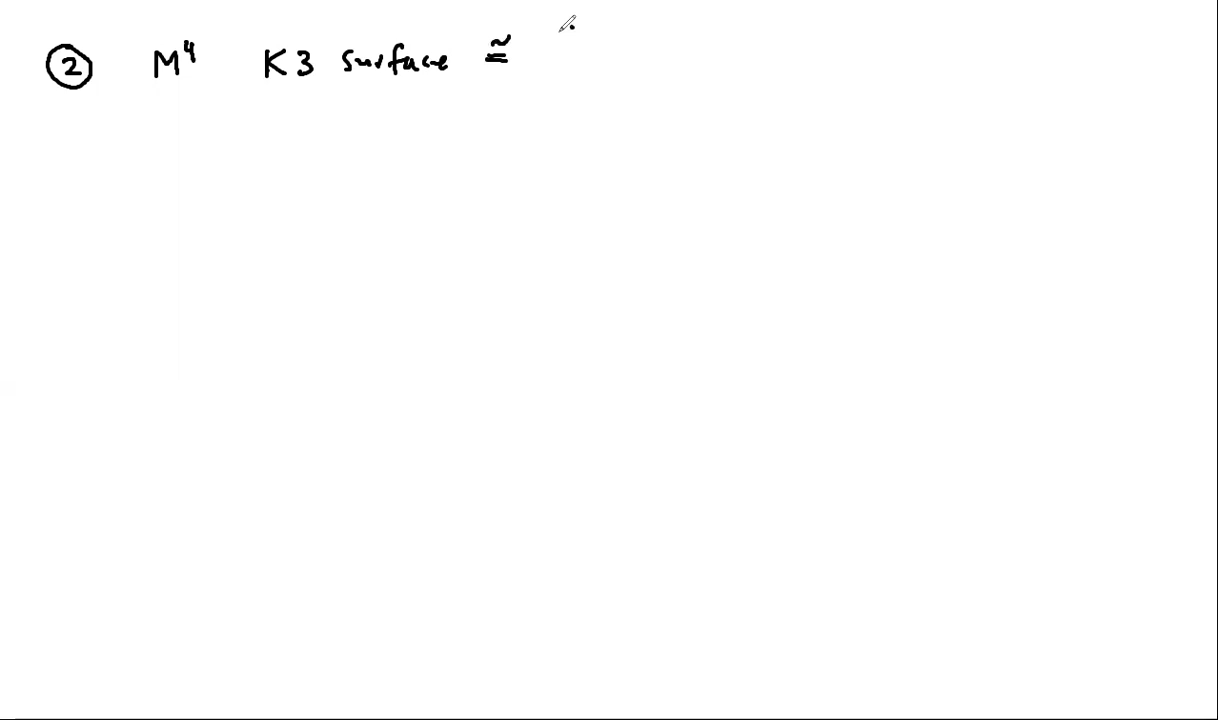 ② M⁴ K3 surface ≅